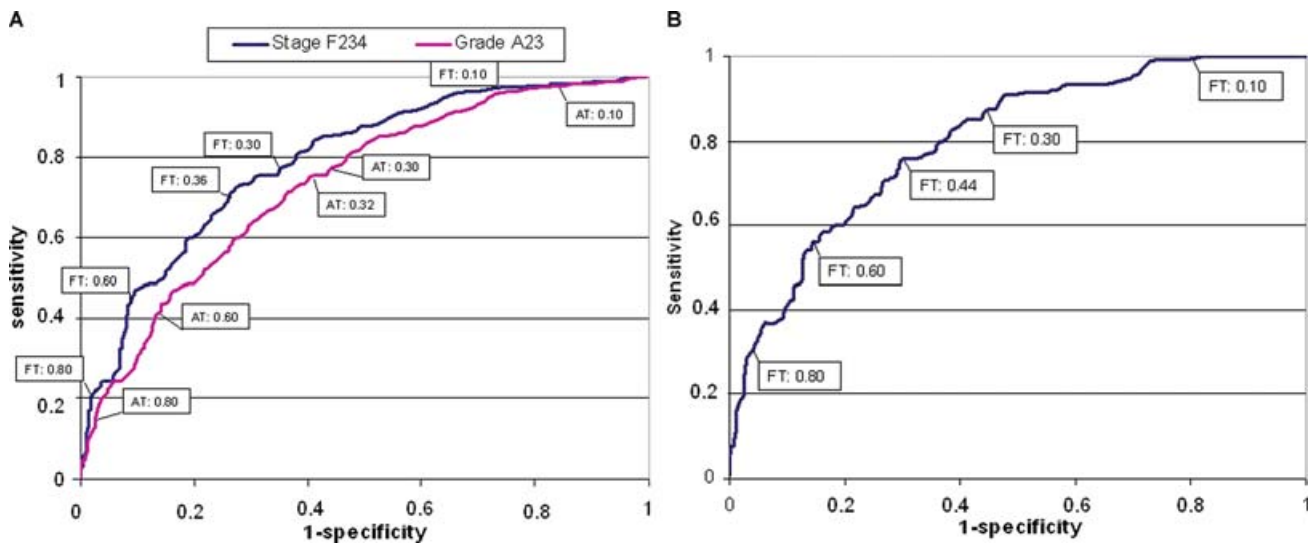 A
Stage F234
Grade A23
FT: 0.10
AT: 0.10
FT: 0.30
AT: 0.30
FT: 0.36
AT: 0.32
FT: 0.60
AT: 0.60
FT: 0.80
AT: 0.80
1
0.8
0.6
0.4
0.2
0
sensitivity
0 0.2 0.4 0.6 0.8 1
1-specificity
B
FT: 0.10
FT: 0.30
FT: 0.44
FT: 0.60
FT: 0.80
1
0.8
0.6
0.4
0.2
0
Sensitivity
0 0.2 0.4 0.6 0.8 1
1-specificity